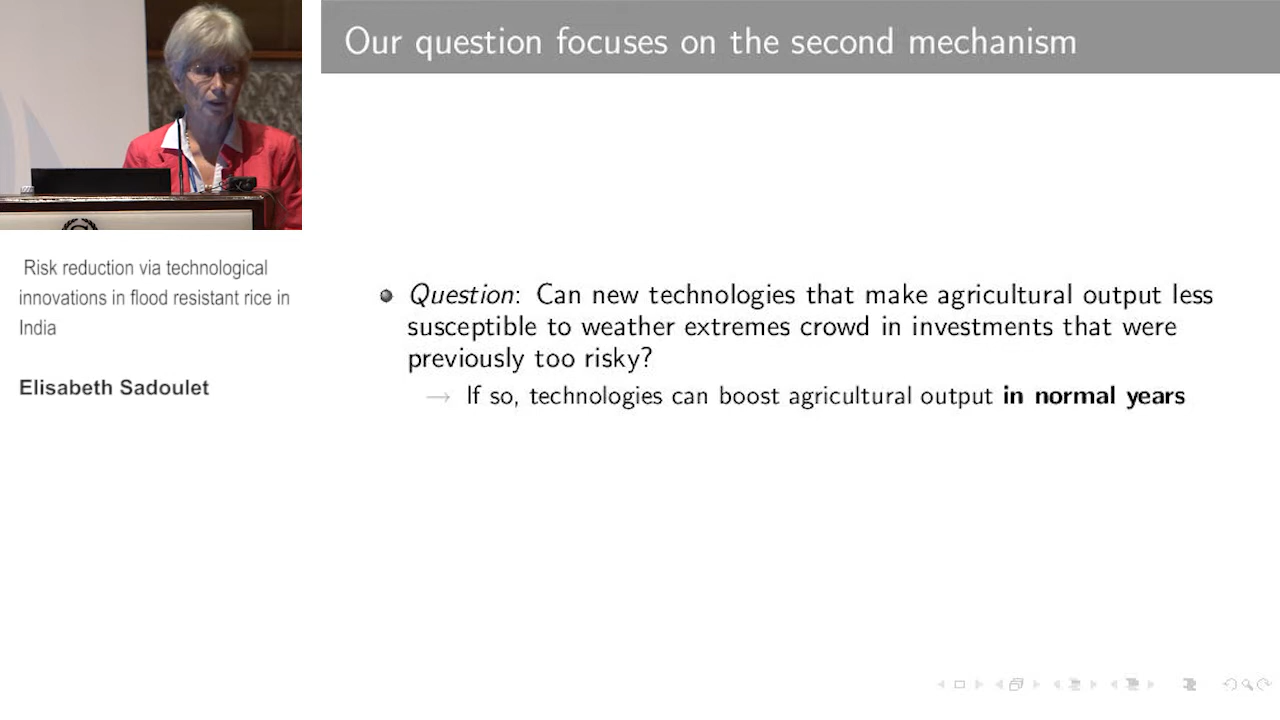 Our question focuses on the second mechanism
Risk reduction via technological
innovations in flood resistant rice in
India
Elisabeth Sadoulet
Question: Can new technologies that make agricultural output less
susceptible to weather extremes crowd in investments that were
previously too risky?
→ If so, technologies can boost agricultural output in normal years